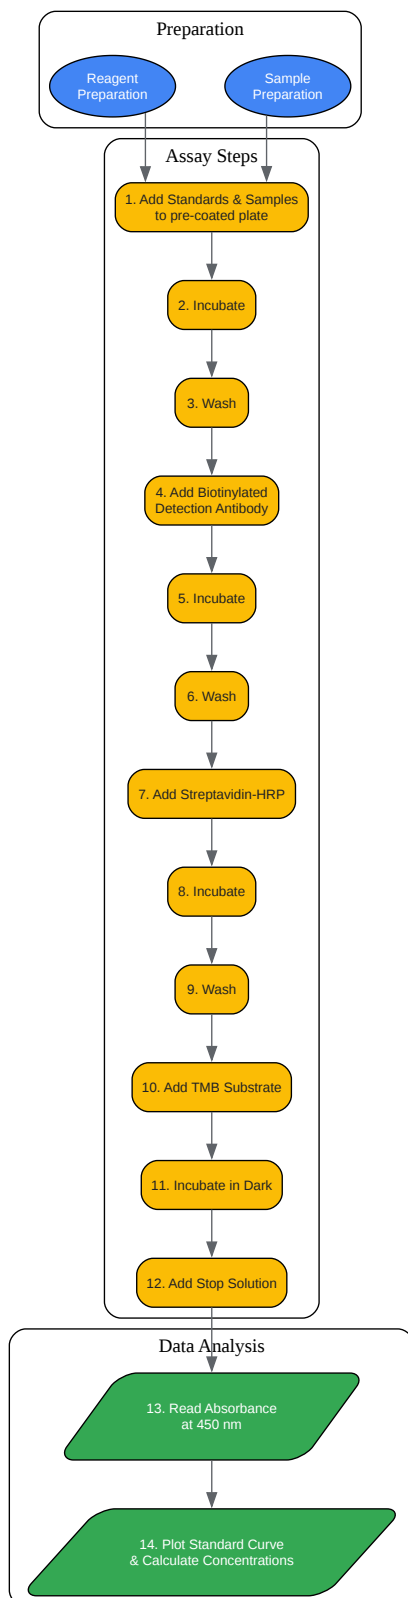 Preparation
Reagent
Preparation
Sample
Preparation
Assay Steps
1. Add Standards & Samples
to pre-coated plate
2. Incubate
3. Wash
4. Add Biotinylated
Detection Antibody
5. Incubate
6. Wash
7. Add Streptavidin-HRP
8. Incubate
9. Wash
10. Add TMB Substrate
11. Incubate in Dark
12. Add Stop Solution
Data Analysis
13. Read Absorbance
at 450 nm
14. Plot Standard Curve
& Calculate Concentrations